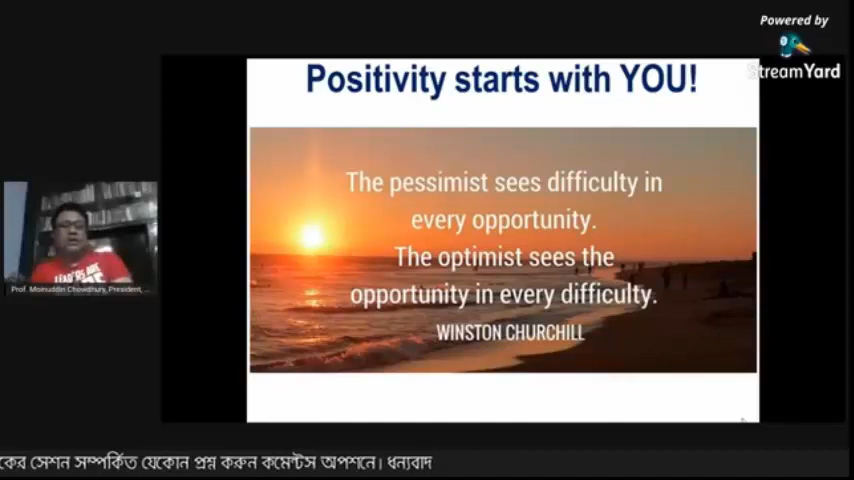 Powered by
StreamYard
Positivity starts with YOU!
The pessimist sees difficulty in
every opportunity.
The optimist sees the
opportunity in every difficulty.
WINSTON CHURCHILL
LEADERS ARE
Prof. Moinuddin Chowdhury, President, ...
কের সেশন সম্পর্কিত যেকোন প্রশ্ন করুন কমেন্টস অপশনে। ধন্যবাদ